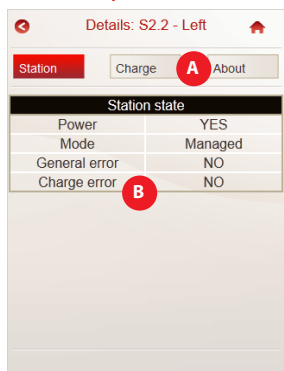 Details: S2.2 - Left
Station Charge A About
Station state
Power YES
Mode Managed
General error NO
Charge error NO
B